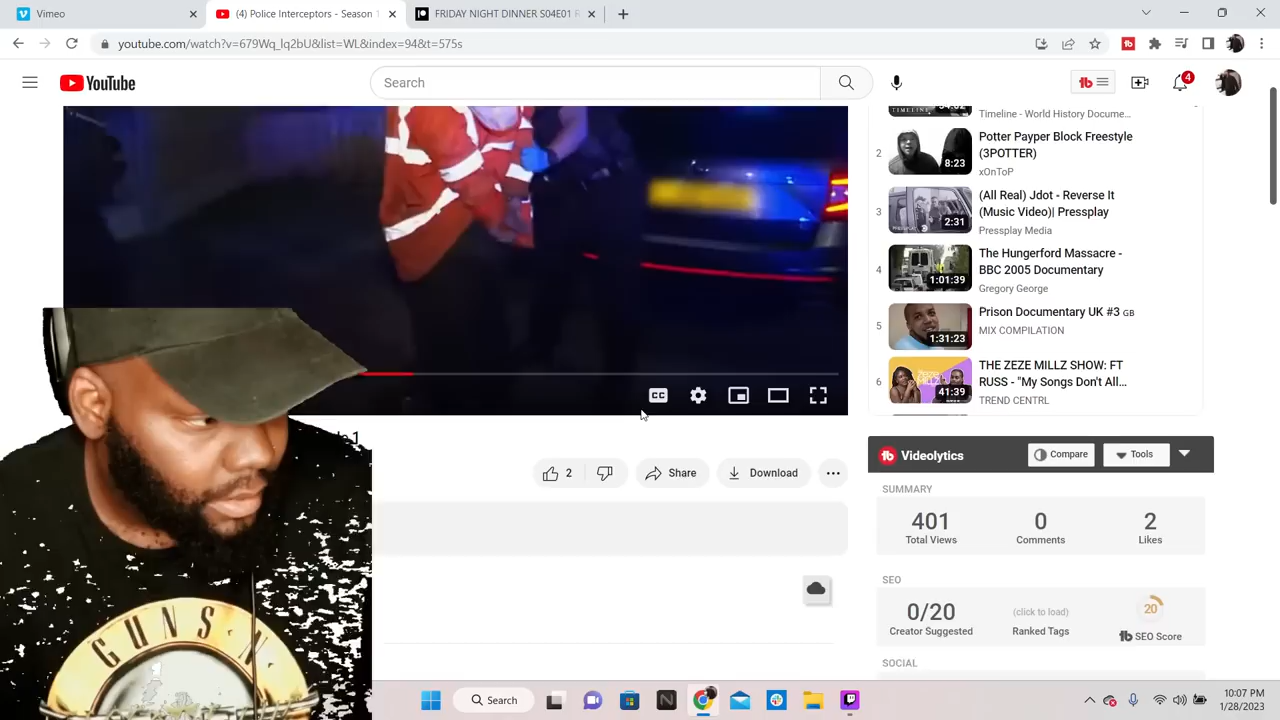 Vimeo
(4) Police Interceptors - Season 1
FRIDAY NIGHT DINNER S04E01 R
youtube.com/watch?v=679Wq_lq2bU&list=WL&index=94&t=575s
YouTube
Search
4
TIMELINE
Timeline - World History Docume...
2
8:23
Potter Payper Block Freestyle
(3POTTER)
xOnToP
3
2:31
(All Real) Jdot - Reverse It
(Music Video)| Pressplay
Pressplay Media
4
1:01:39
The Hungerford Massacre -
BBC 2005 Documentary
Gregory George
5
1:31:23
Prison Documentary UK #3 GB
MIX COMPILATION
6
41:39
THE ZEZE MILLZ SHOW: FT
RUSS - "My Songs Don't All...
TREND CENTRL
CC
2
Share
Download
Videolytics
Compare
Tools
SUMMARY
401
0
2
Total Views
Comments
Likes
SEO
0/20
(click to load)
20
Creator Suggested
Ranked Tags
SEO Score
SOCIAL
GUNS N
Search
10:07 PM
1/28/2023